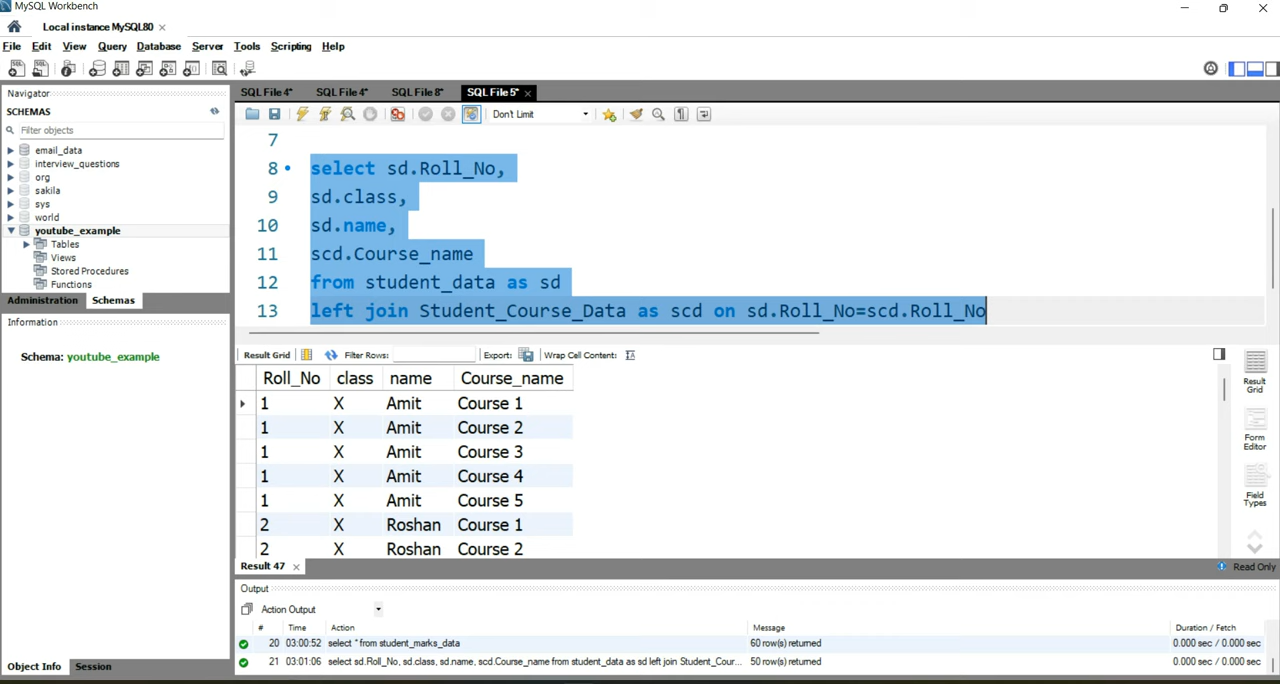 MySQL Workbench
Local instance MySQL80 ×
File Edit View Query Database Server Tools Scripting Help
Navigator
SCHEMAS
Filter objects
email_data
interview_questions
org
sakila
sys
world
youtube_example
Tables
Views
Stored Procedures
Functions
Administration Schemas
Information
Schema: youtube_example
Object Info Session
SQL File 4* SQL File 4* SQL File 8* SQL File 5* ×
Don't Limit
7
8 select sd.Roll_No,
9 sd.class,
10 sd.name,
11 scd.Course_name
12 from student_data as sd
13 left join Student_Course_Data as scd on sd.Roll_No=scd.Roll_No
Result Grid Filter Rows: Export: Wrap Cell Content:
Roll_No class name Course_name
1 X Amit Course 1
1 X Amit Course 2
1 X Amit Course 3
1 X Amit Course 4
1 X Amit Course 5
2 X Roshan Course 1
2 X Roshan Course 2
Result Grid
Form Editor
Field Types
Result 47 × Read Only
Output
Action Output
# Time Action Message Duration / Fetch
20 03:00:52 select * from student_marks_data 60 row(s) returned 0.000 sec / 0.000 sec
21 03:01:06 select sd.Roll_No, sd.class, sd.name, scd.Course_name from student_data as sd left join Student_Cour... 50 row(s) returned 0.000 sec / 0.000 sec